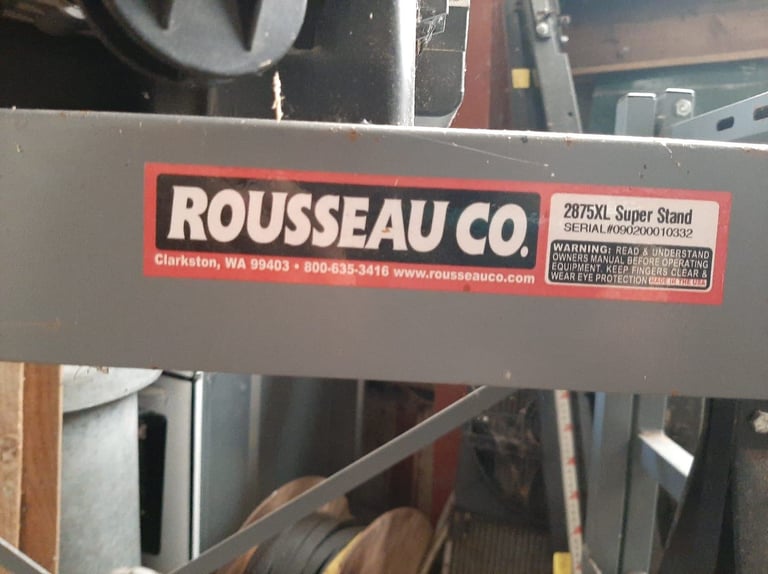 ROUSSEAU CO.
Clarkston, WA 99403 • 800-635-3416 www.rousseauco.com
2875XL Super Stand
SERIAL#090200010332
WARNING: READ & UNDERSTAND
OWNERS MANUAL BEFORE OPERATING
EQUIPMENT. KEEP FINGERS CLEAR &
WEAR EYE PROTECTION MADE IN THE USA